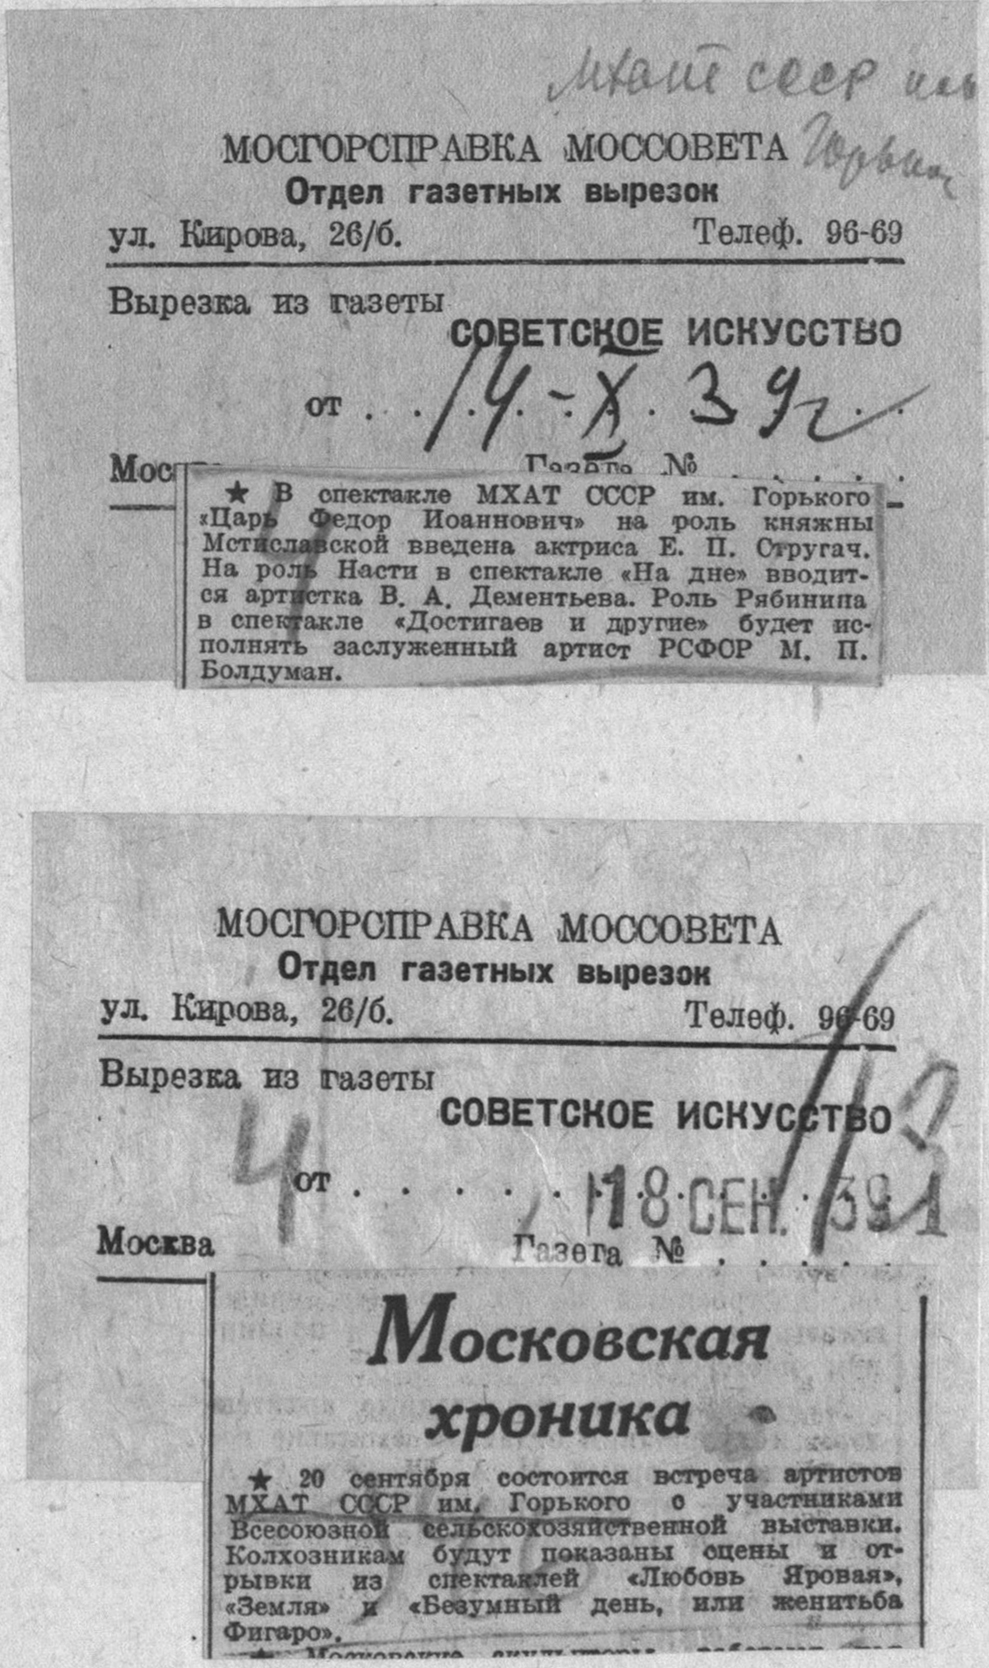 МХАТ СССР им
Горького
МОСГОРСПРАВКА МОССОВЕТА
Отдел газетных вырезок
ул. Кирова, 26/б. Телеф. 96-69
Вырезка из газеты
СОВЕТСКОЕ ИСКУССТВО
от . . 14-X 39 г
Газета № . . . . .
★ В спектакле МХАТ СССР им. Горького
«Царь Федор Иоаннович» на роль княжны
Мстиславской введена актриса Е. П. Стругач.
На роль Насти в спектакле «На дне» вводит-
ся артистка В. А. Дементьева. Роль Рябинина
в спектакле «Достигаев и другие» будет ис-
полнять заслуженный артист РСФСР М. П.
Болдуман.
МОСГОРСПРАВКА МОССОВЕТА
Отдел газетных вырезок
ул. Кирова, 26/б. Телеф. 96-69
Вырезка из газеты
СОВЕТСКОЕ ИСКУССТВО
4 от . . . . . 18 СЕН. 39
Москва Газета № . . . . .
Московская
хроника
★ 20 сентября состоится встреча артистов
МХАТ СССР им. Горького с участниками
Всесоюзной сельскохозяйственной выставки.
Колхозникам будут показаны сцены и от-
рывки из спектаклей «Любовь Яровая»,
«Земля» и «Безумный день, или женитьба
Фигаро».
★ Московские скульпторы